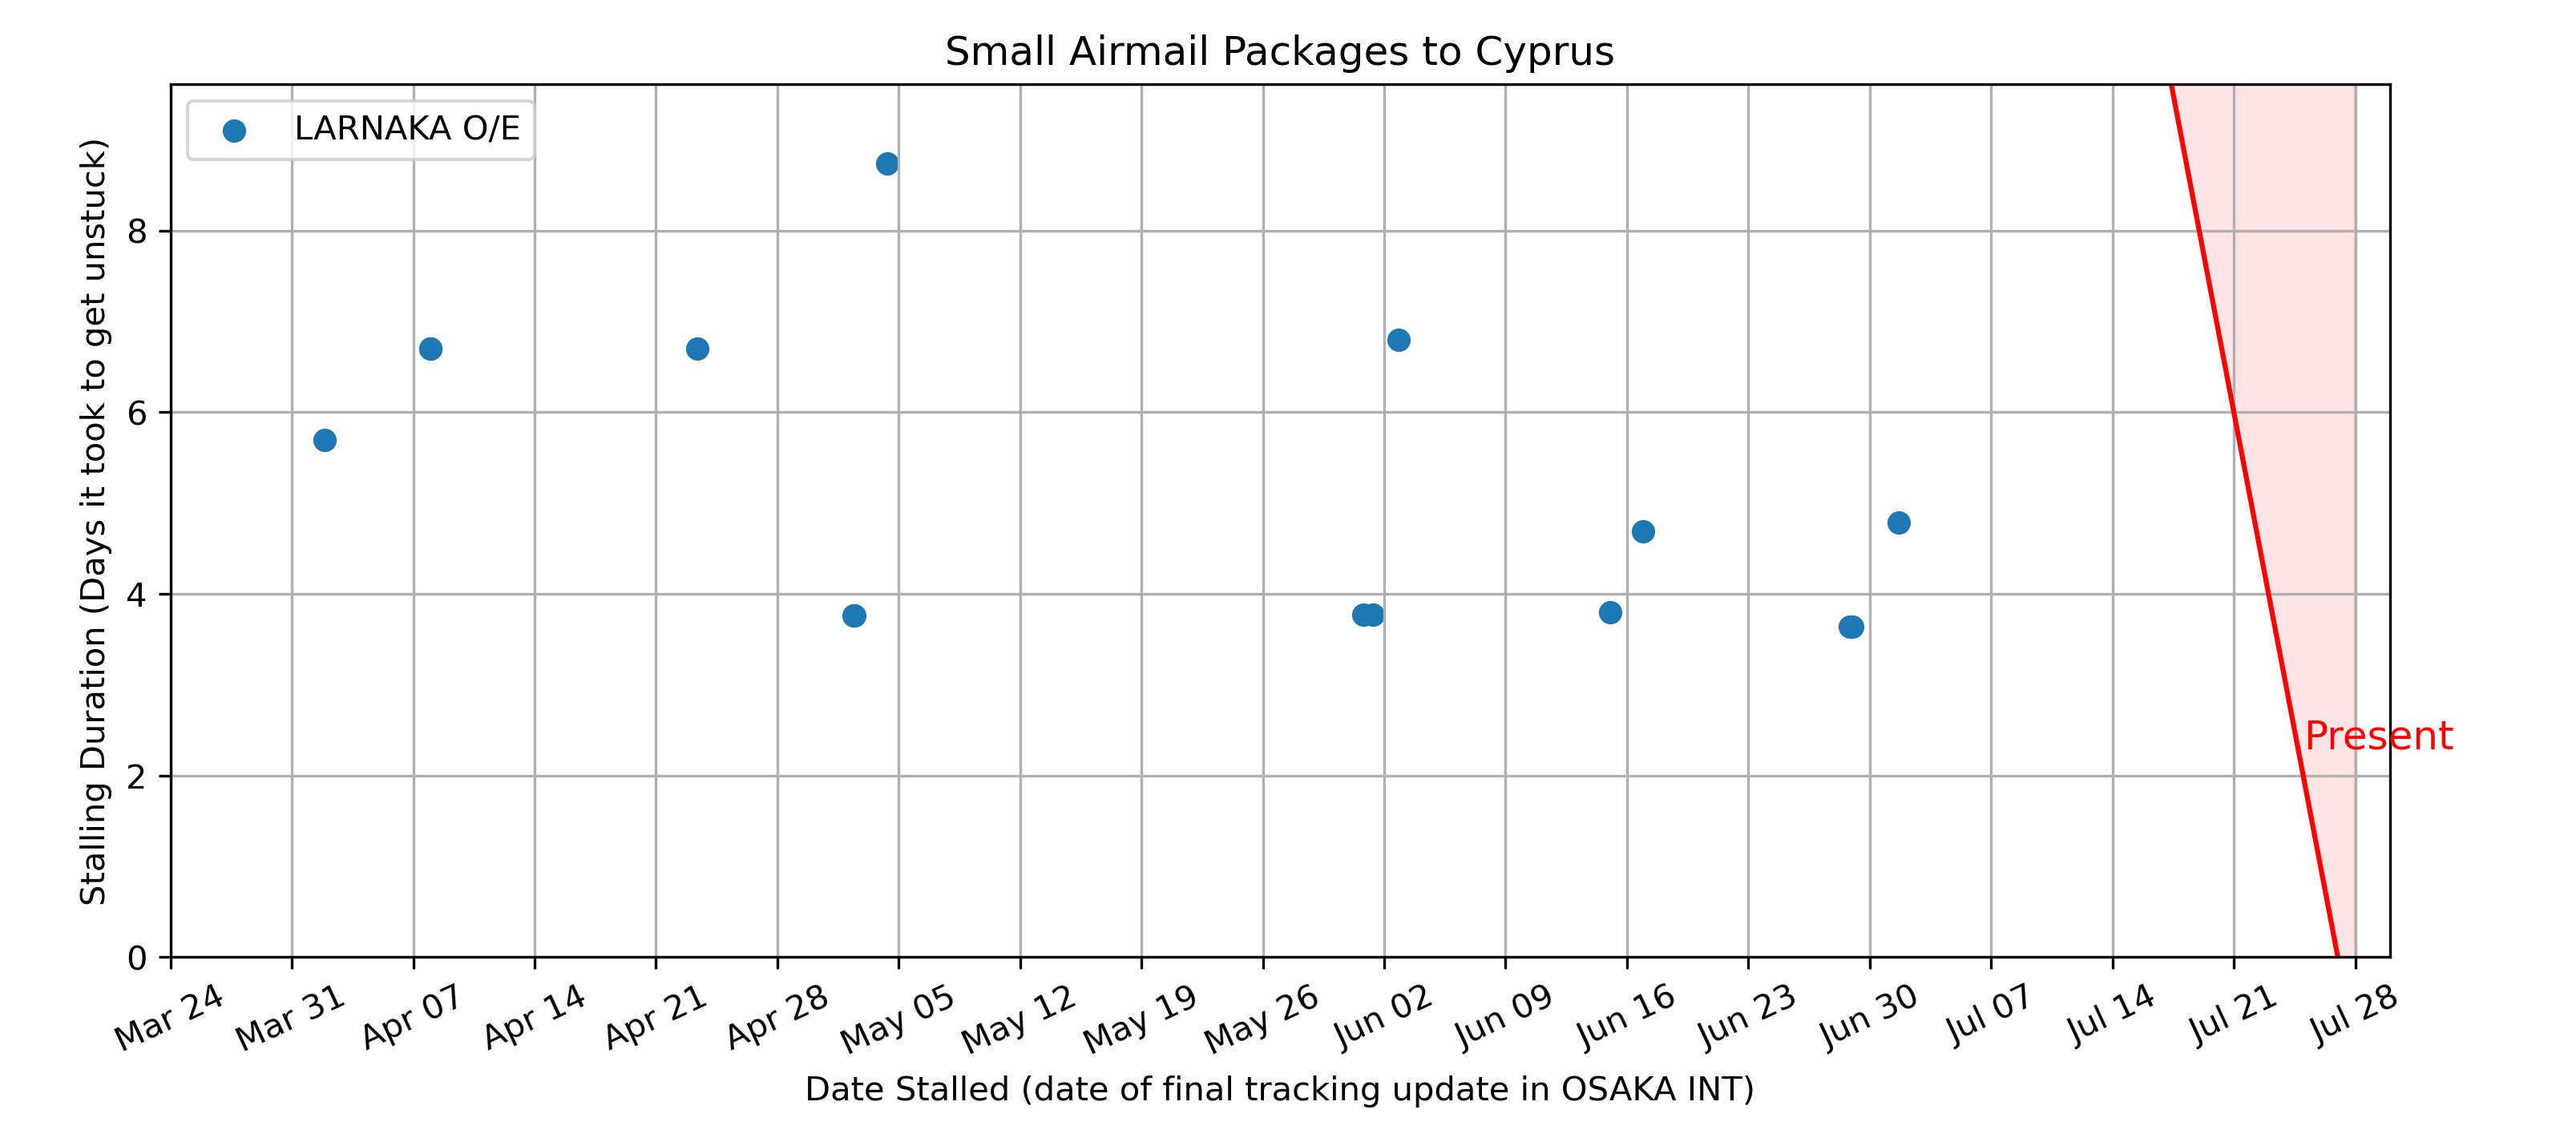 Small Airmail Packages to Cyprus
LARNAKA O/E
Stalling Duration (Days it took to get unstuck)
8
6
4
2
0
Present
Mar 24
Mar 31
Apr 07
Apr 14
Apr 21
Apr 28
May 05
May 12
May 19
May 26
Jun 02
Jun 09
Jun 16
Jun 23
Jun 30
Jul 07
Jul 14
Jul 21
Jul 28
Date Stalled (date of final tracking update in OSAKA INT)